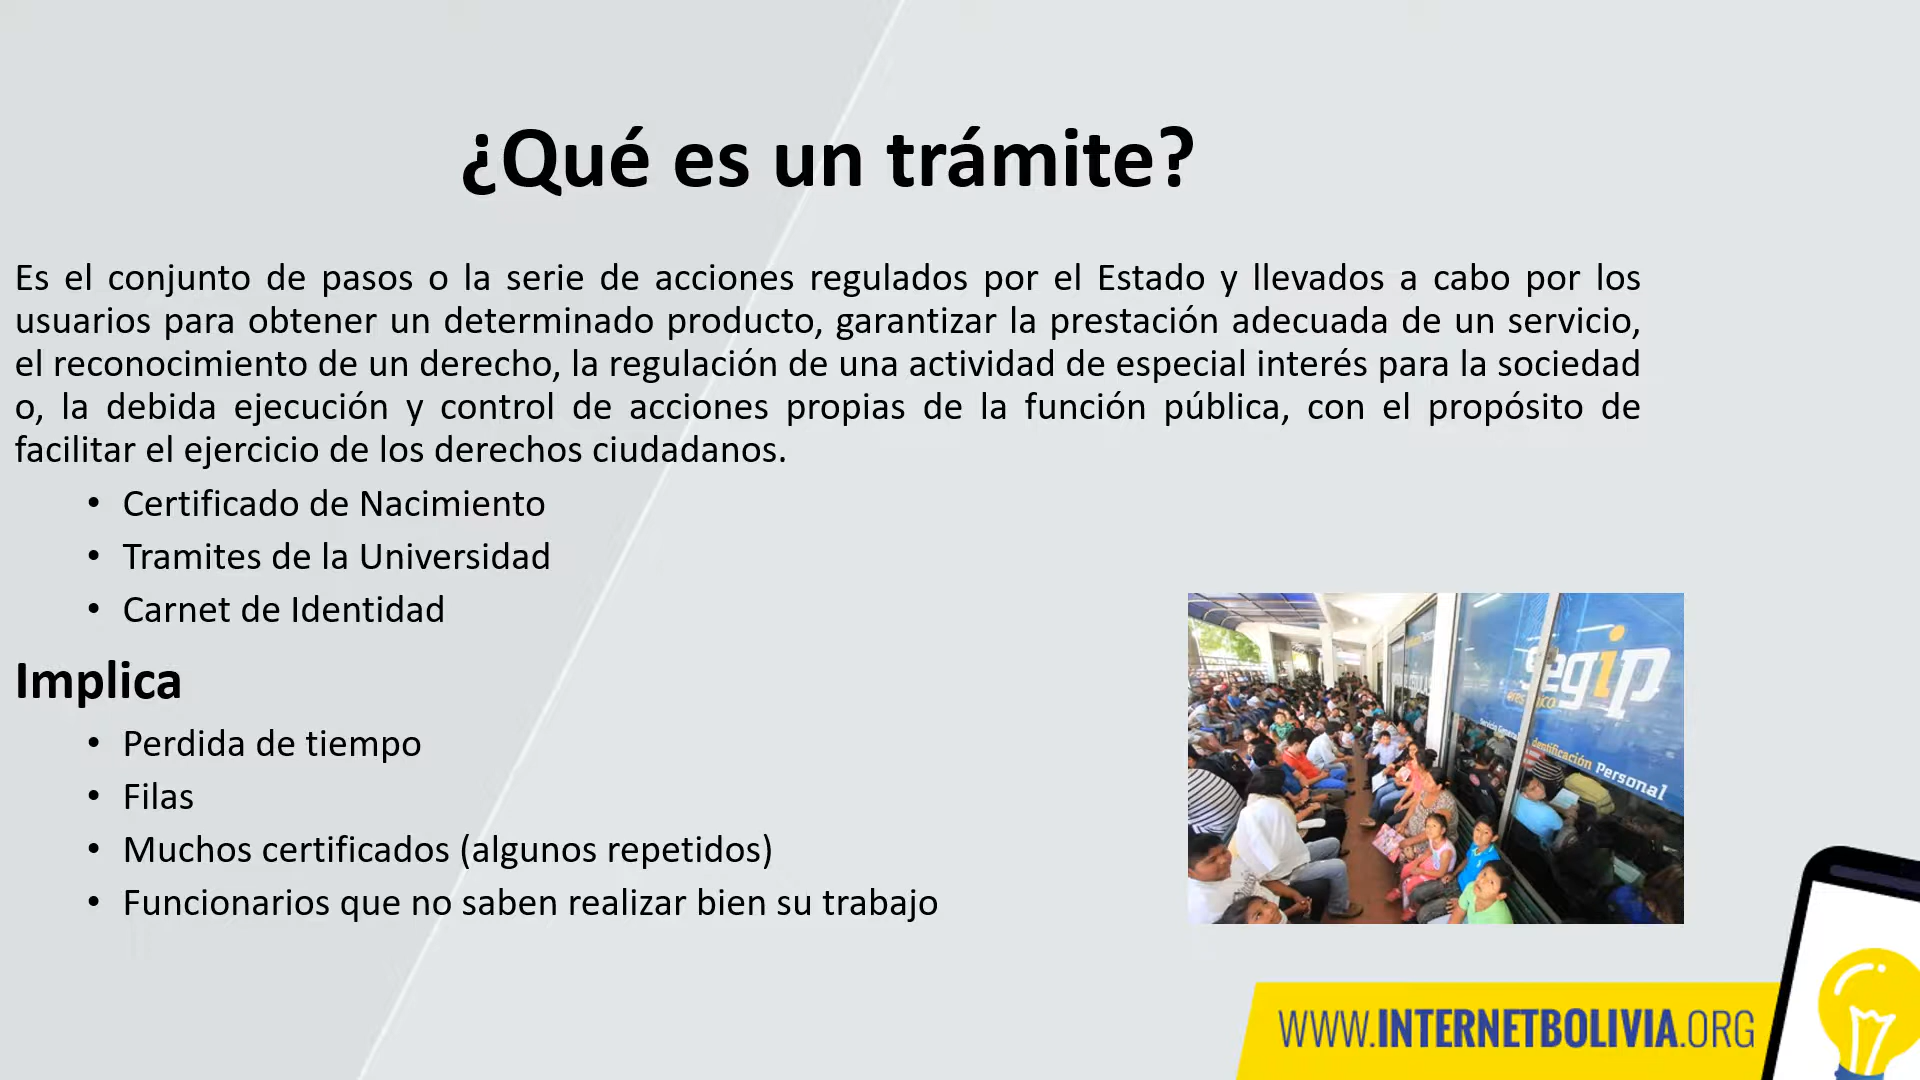 ¿Qué es un trámite?
Es el conjunto de pasos o la serie de acciones regulados por el Estado y llevados a cabo por los
usuarios para obtener un determinado producto, garantizar la prestación adecuada de un servicio,
el reconocimiento de un derecho, la regulación de una actividad de especial interés para la sociedad
o, la debida ejecución y control de acciones propias de la función pública, con el propósito de
facilitar el ejercicio de los derechos ciudadanos.
• Certificado de Nacimiento
• Tramites de la Universidad
• Carnet de Identidad
Implica
• Perdida de tiempo
• Filas
• Muchos certificados (algunos repetidos)
• Funcionarios que no saben realizar bien su trabajo
segip
Identificación Personal
WWW.INTERNETBOLIVIA.ORG